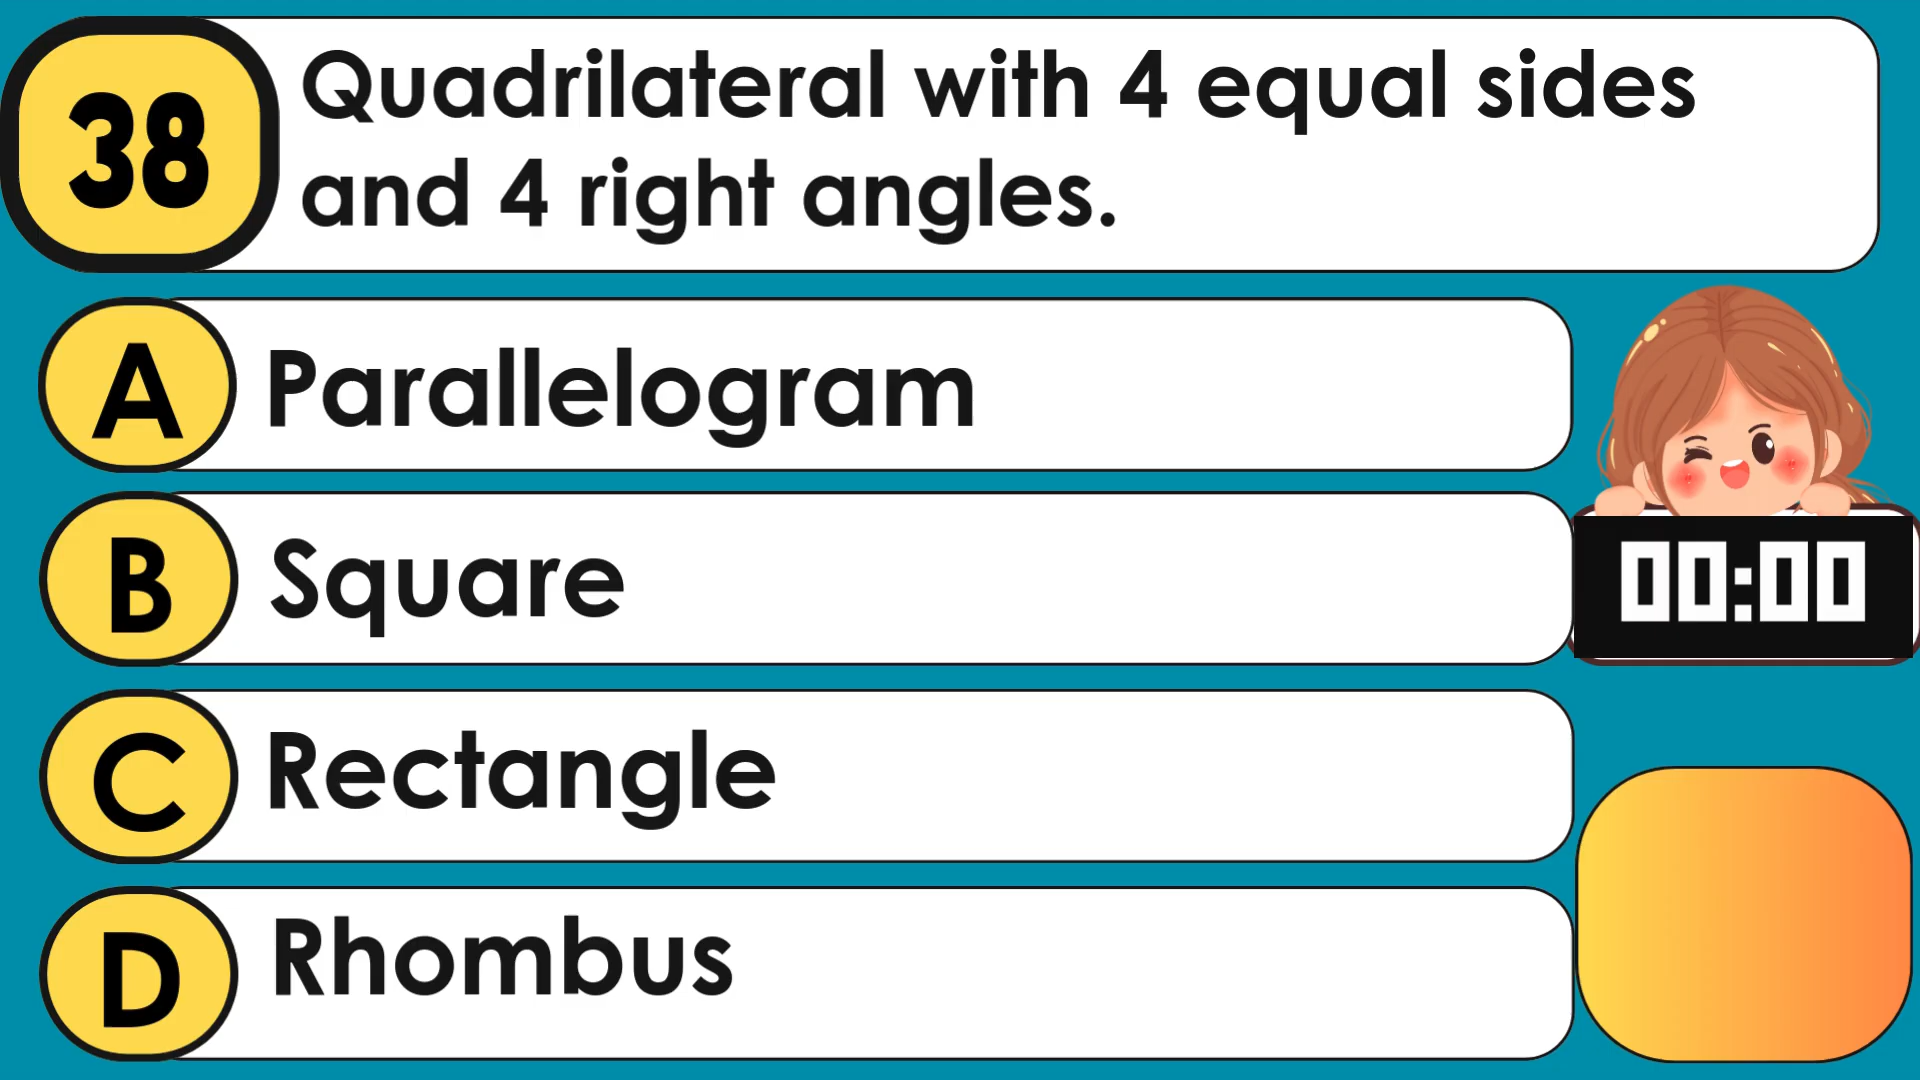 38
Quadrilateral with 4 equal sides
and 4 right angles.
A
Parallelogram
B
Square
00:00
C
Rectangle
D
Rhombus